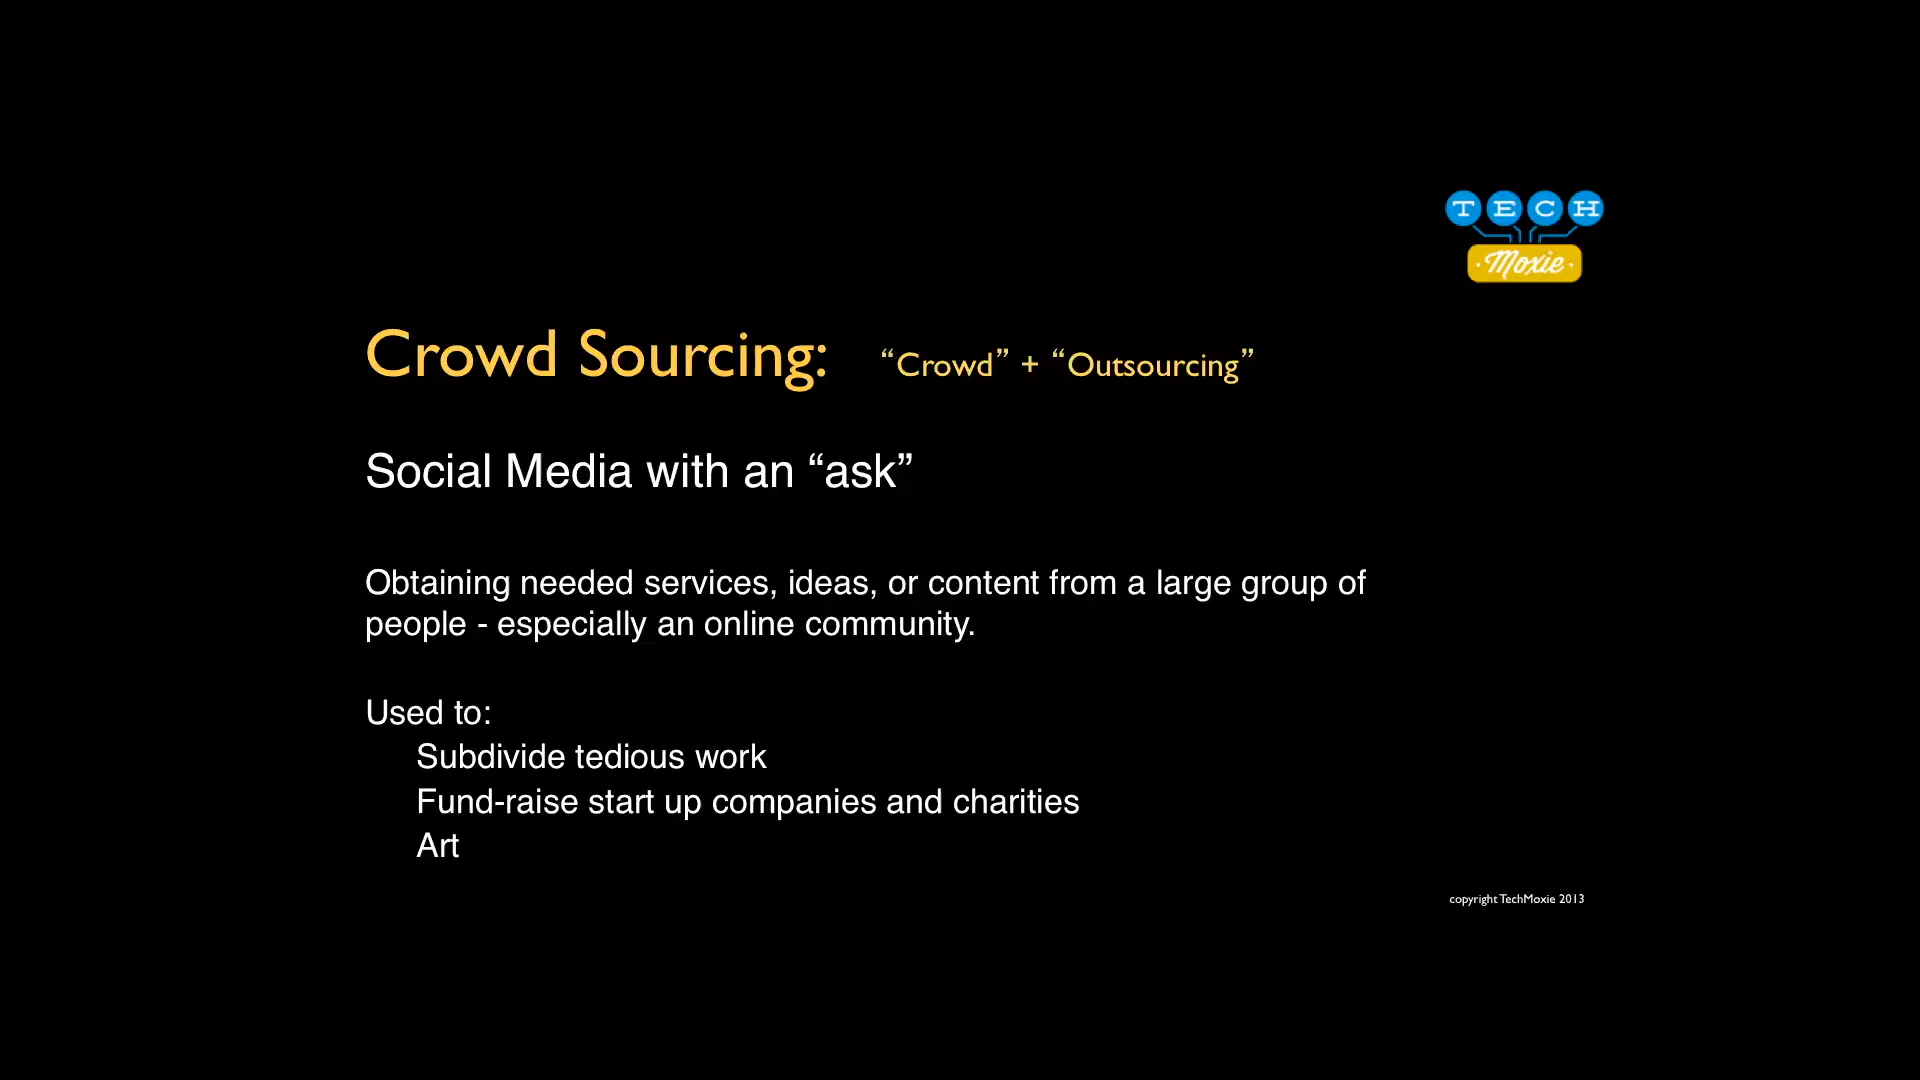 TECH
Moxie
Crowd Sourcing: “Crowd” + “Outsourcing”
Social Media with an “ask”
Obtaining needed services, ideas, or content from a large group of
people - especially an online community.
Used to:
Subdivide tedious work
Fund-raise start up companies and charities
Art
copyright TechMoxie 2013